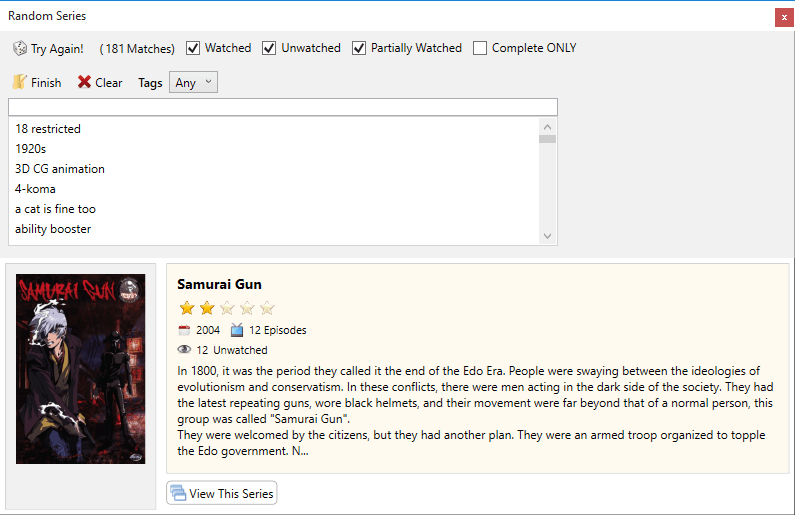 Random Series
x
Try Again! ( 181 Matches) Watched Unwatched Partially Watched Complete ONLY
Finish Clear Tags Any
18 restricted
1920s
3D CG animation
4-koma
a cat is fine too
ability booster
SAMURAI GUN
Samurai Gun
2004 12 Episodes
12 Unwatched
In 1800, it was the period they called it the end of the Edo Era. People were swaying between the ideologies of
evolutionism and conservatism. In these conflicts, there were men acting in the dark side of the society. They had
the latest repeating guns, wore black helmets, and their movement were far beyond that of a normal person, this
group was called "Samurai Gun".
They were welcomed by the citizens, but they had another plan. They were an armed troop organized to topple
the Edo government. N...
View This Series